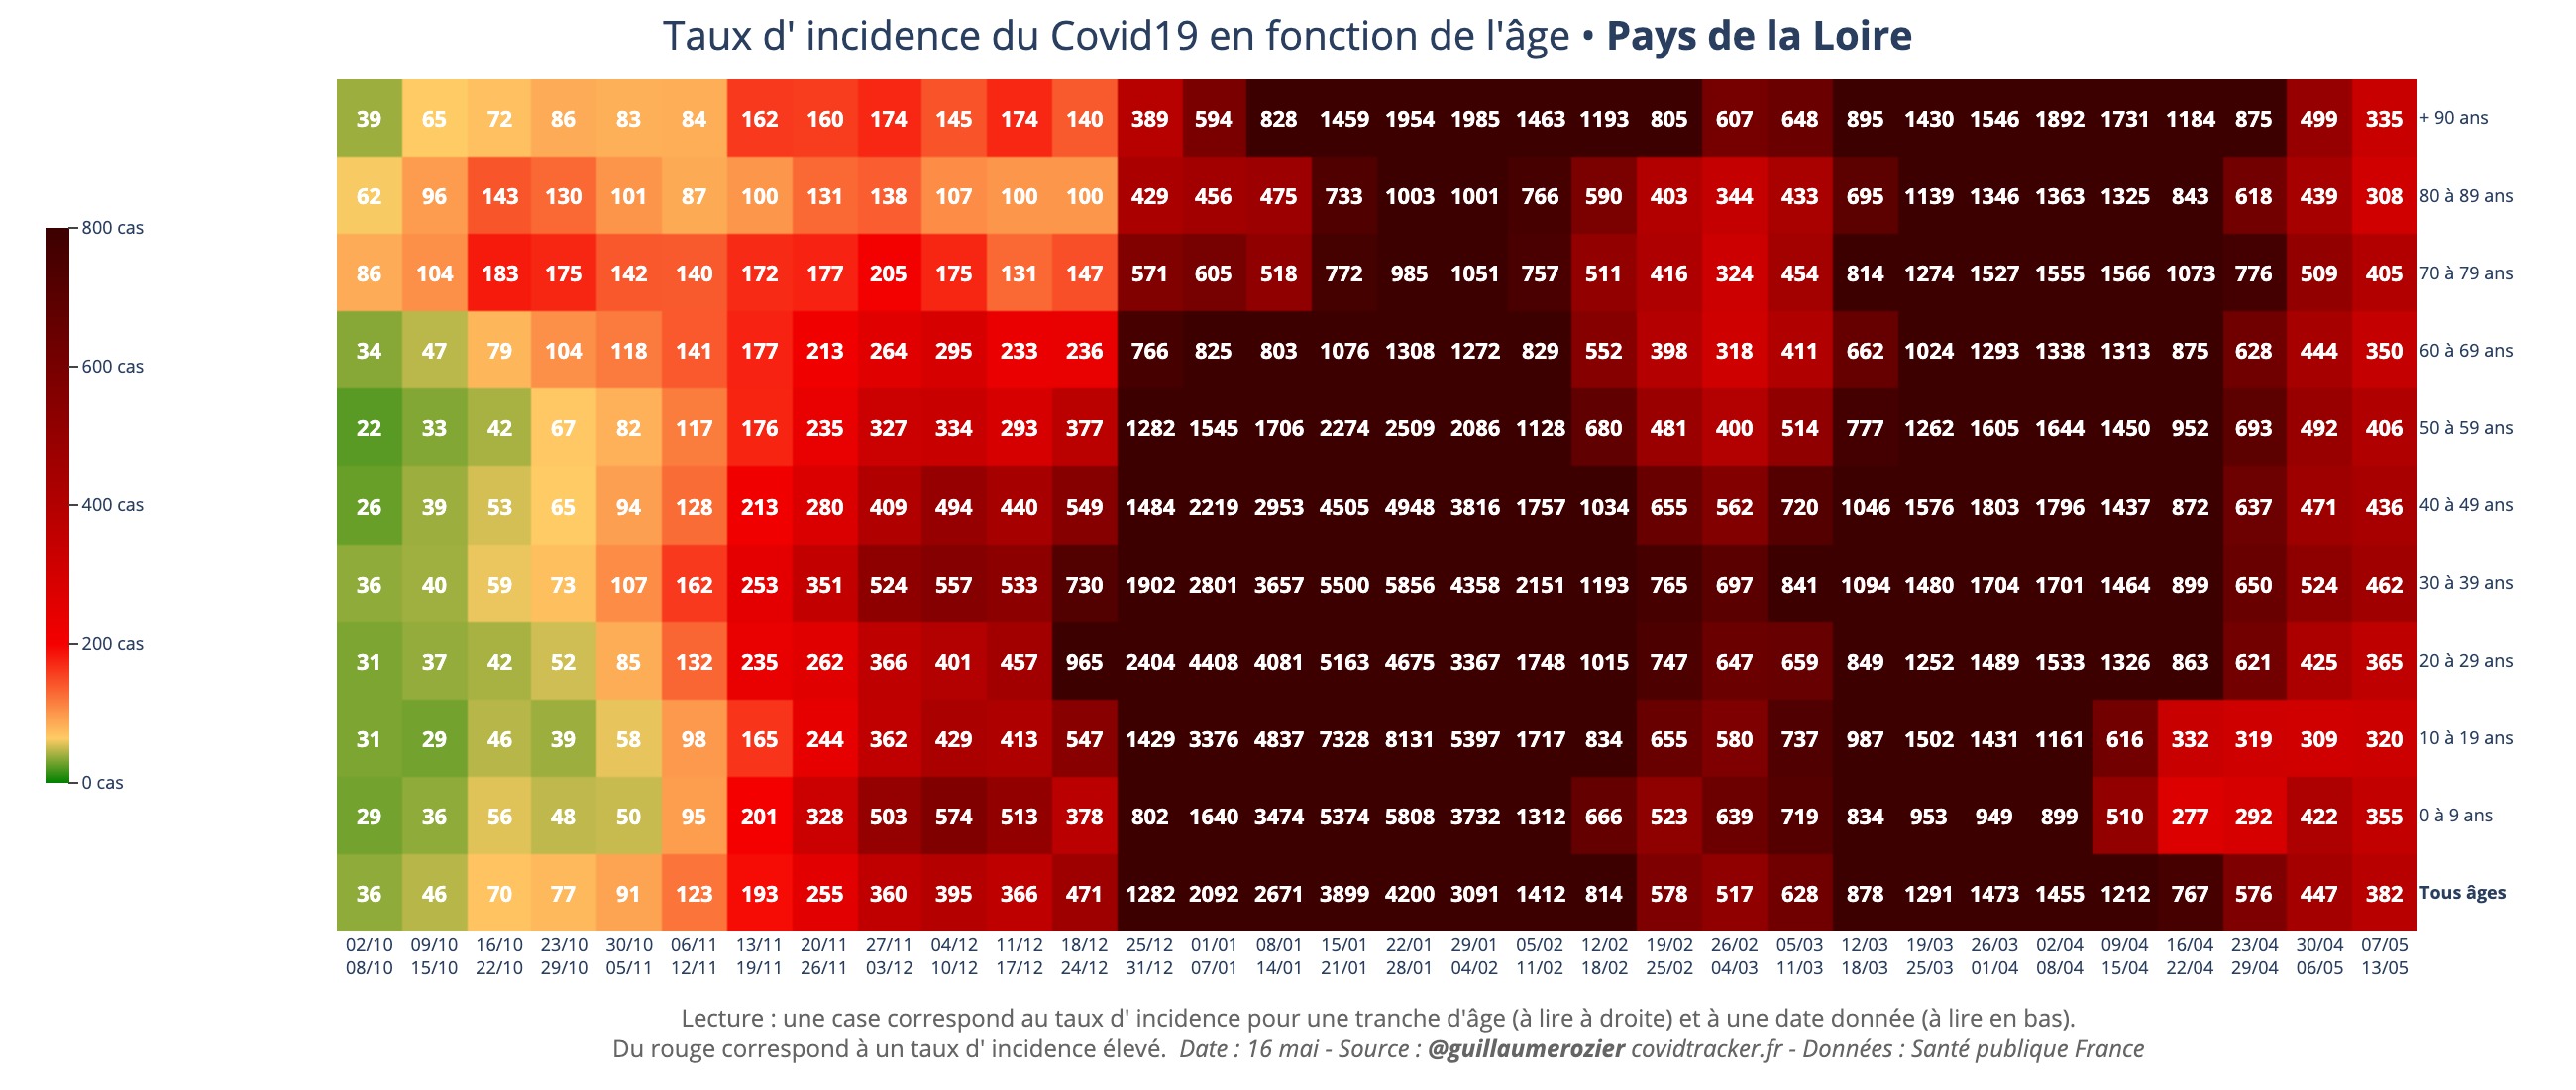 Taux d' incidence du Covid19 en fonction de l'âge • Pays de la Loire
800 cas
600 cas
400 cas
200 cas
0 cas
39 65 72 86 83 84 162 160 174 145 174 140 389 594 828 1459 1954 1985 1463 1193 805 607 648 895 1430 1546 1892 1731 1184 875 499 335 + 90 ans
62 96 143 130 101 87 100 131 138 107 100 100 429 456 475 733 1003 1001 766 590 403 344 433 695 1139 1346 1363 1325 843 618 439 308 80 à 89 ans
86 104 183 175 142 140 172 177 205 175 131 147 571 605 518 772 985 1051 757 511 416 324 454 814 1274 1527 1555 1566 1073 776 509 405 70 à 79 ans
34 47 79 104 118 141 177 213 264 295 233 236 766 825 803 1076 1308 1272 829 552 398 318 411 662 1024 1293 1338 1313 875 628 444 350 60 à 69 ans
22 33 42 67 82 117 176 235 327 334 293 377 1282 1545 1706 2274 2509 2086 1128 680 481 400 514 777 1262 1605 1644 1450 952 693 492 406 50 à 59 ans
26 39 53 65 94 128 213 280 409 494 440 549 1484 2219 2953 4505 4948 3816 1757 1034 655 562 720 1046 1576 1803 1796 1437 872 637 471 436 40 à 49 ans
36 40 59 73 107 162 253 351 524 557 533 730 1902 2801 3657 5500 5856 4358 2151 1193 765 697 841 1094 1480 1704 1701 1464 899 650 524 462 30 à 39 ans
31 37 42 52 85 132 235 262 366 401 457 965 2404 4408 4081 5163 4675 3367 1748 1015 747 647 659 849 1252 1489 1533 1326 863 621 425 365 20 à 29 ans
31 29 46 39 58 98 165 244 362 429 413 547 1429 3376 4837 7328 8131 5397 1717 834 655 580 737 987 1502 1431 1161 616 332 319 309 320 10 à 19 ans
29 36 56 48 50 95 201 328 503 574 513 378 802 1640 3474 5374 5808 3732 1312 666 523 639 719 834 953 949 899 510 277 292 422 355 0 à 9 ans
36 46 70 77 91 123 193 255 360 395 366 471 1282 2092 2671 3899 4200 3091 1412 814 578 517 628 878 1291 1473 1455 1212 767 576 447 382 Tous âges
02/10 09/10 16/10 23/10 30/10 06/11 13/11 20/11 27/11 04/12 11/12 18/12 25/12 01/01 08/01 15/01 22/01 29/01 05/02 12/02 19/02 26/02 05/03 12/03 19/03 26/03 02/04 09/04 16/04 23/04 30/04 07/05
08/10 15/10 22/10 29/10 05/11 12/11 19/11 26/11 03/12 10/12 17/12 24/12 31/12 07/01 14/01 21/01 28/01 04/02 11/02 18/02 25/02 04/03 11/03 18/03 25/03 01/04 08/04 15/04 22/04 29/04 06/05 13/05
Lecture : une case correspond au taux d' incidence pour une tranche d'âge (à lire à droite) et à une date donnée (à lire en bas).
Du rouge correspond à un taux d' incidence élevé. Date : 16 mai - Source : @guillaumerozier covidtracker.fr - Données : Santé publique France